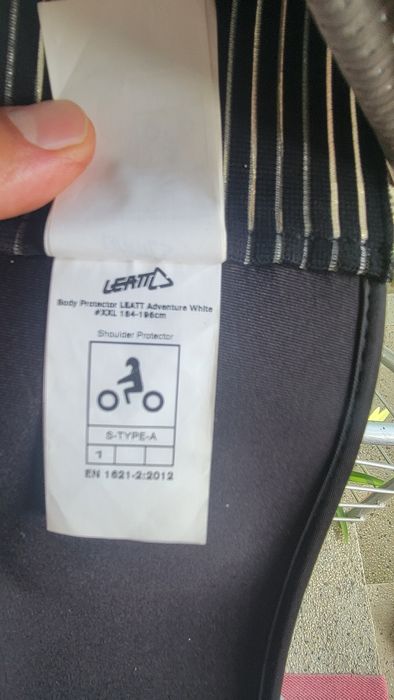 LEATT
Body Protector LEATT Adventure White
#XXL 184-196cm
Shoulder Protector
S-TYPE-A
1
EN 1621-2:2012